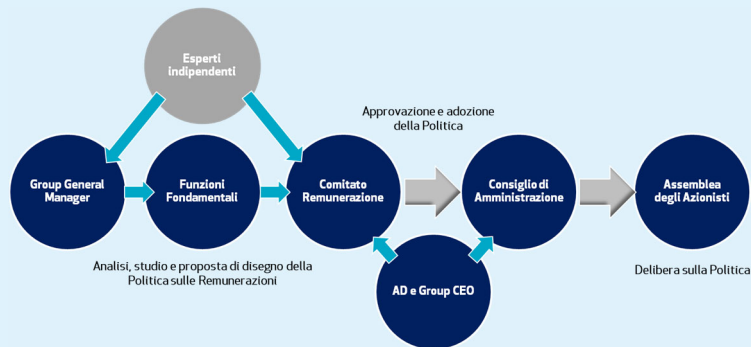 Esperti
indipendenti
Approvazione e adozione
della Politica
Group General
Manager
Funzioni
Fondamentali
Comitato
Remunerazione
Consiglio di
Amministrazione
Assemblea
degli Azionisti
Analisi, studio e proposta di disegno della
Politica sulle Remunerazioni
AD e Group CEO
Delibera sulla Politica